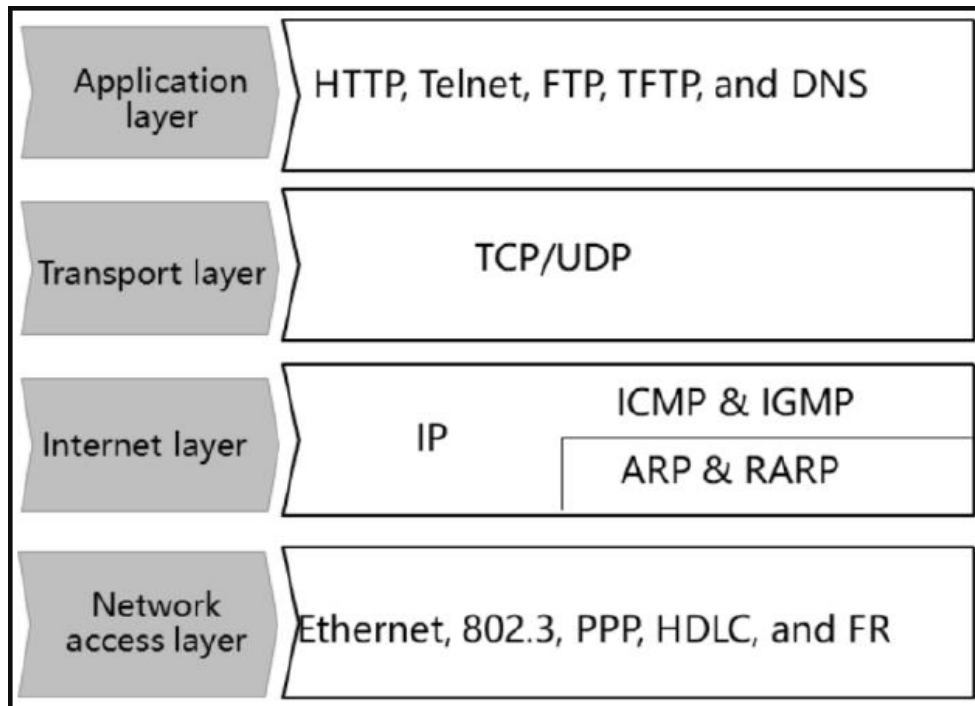 Application
layer
HTTP, Telnet, FTP, TFTP, and DNS
Transport layer
TCP/UDP
Internet layer
IP
ICMP & IGMP
ARP & RARP
Network
access layer
Ethernet, 802.3, PPP, HDLC, and FR